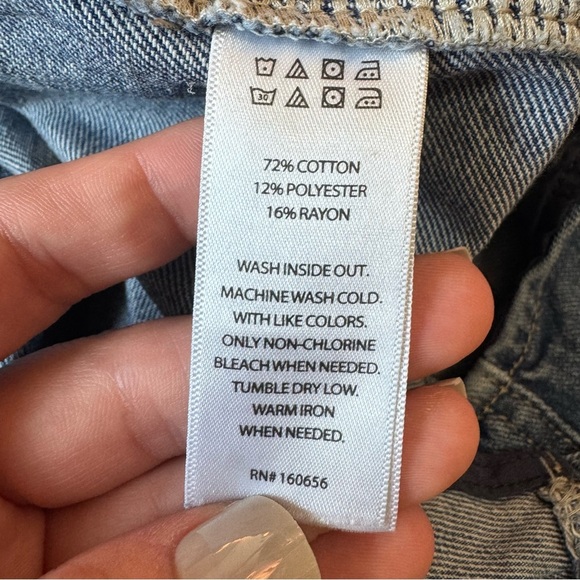 30
72% COTTON
12% POLYESTER
16% RAYON
WASH INSIDE OUT.
MACHINE WASH COLD.
WITH LIKE COLORS.
ONLY NON-CHLORINE
BLEACH WHEN NEEDED.
TUMBLE DRY LOW.
WARM IRON
WHEN NEEDED.
RN# 160656